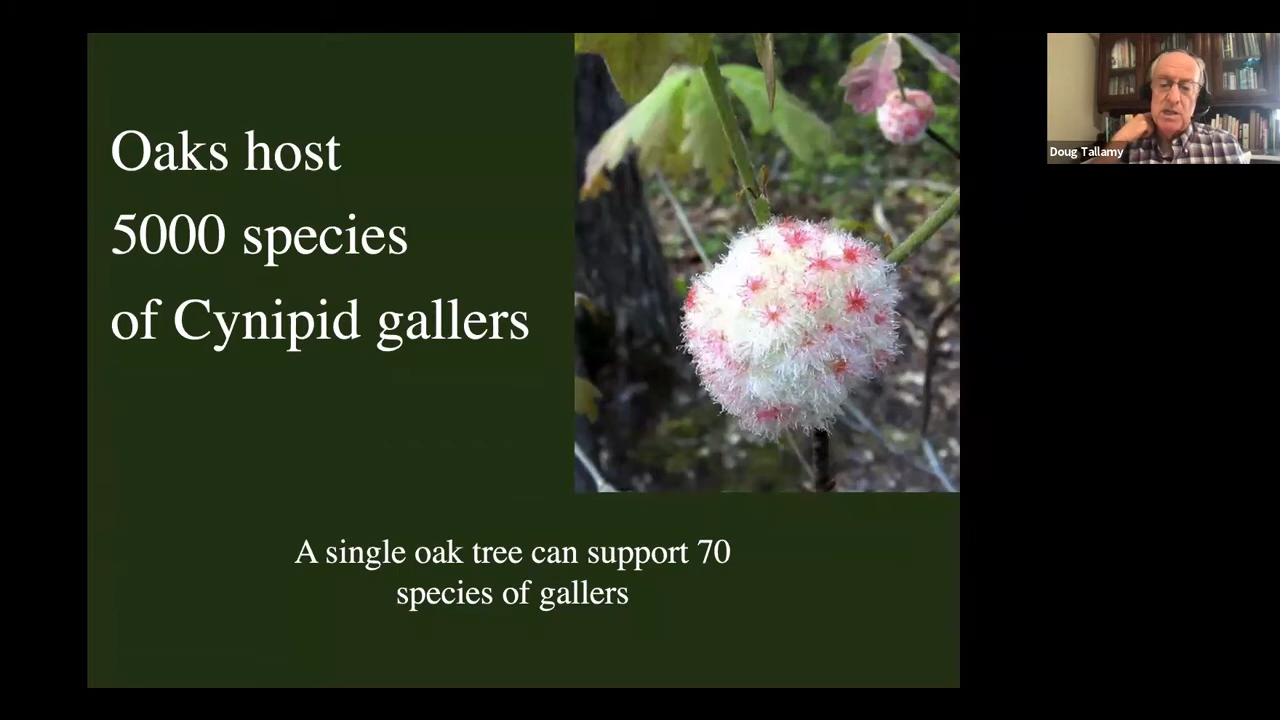 Oaks host
5000 species
of Cynipid gallers
Doug Tallamy
A single oak tree can support 70
species of gallers